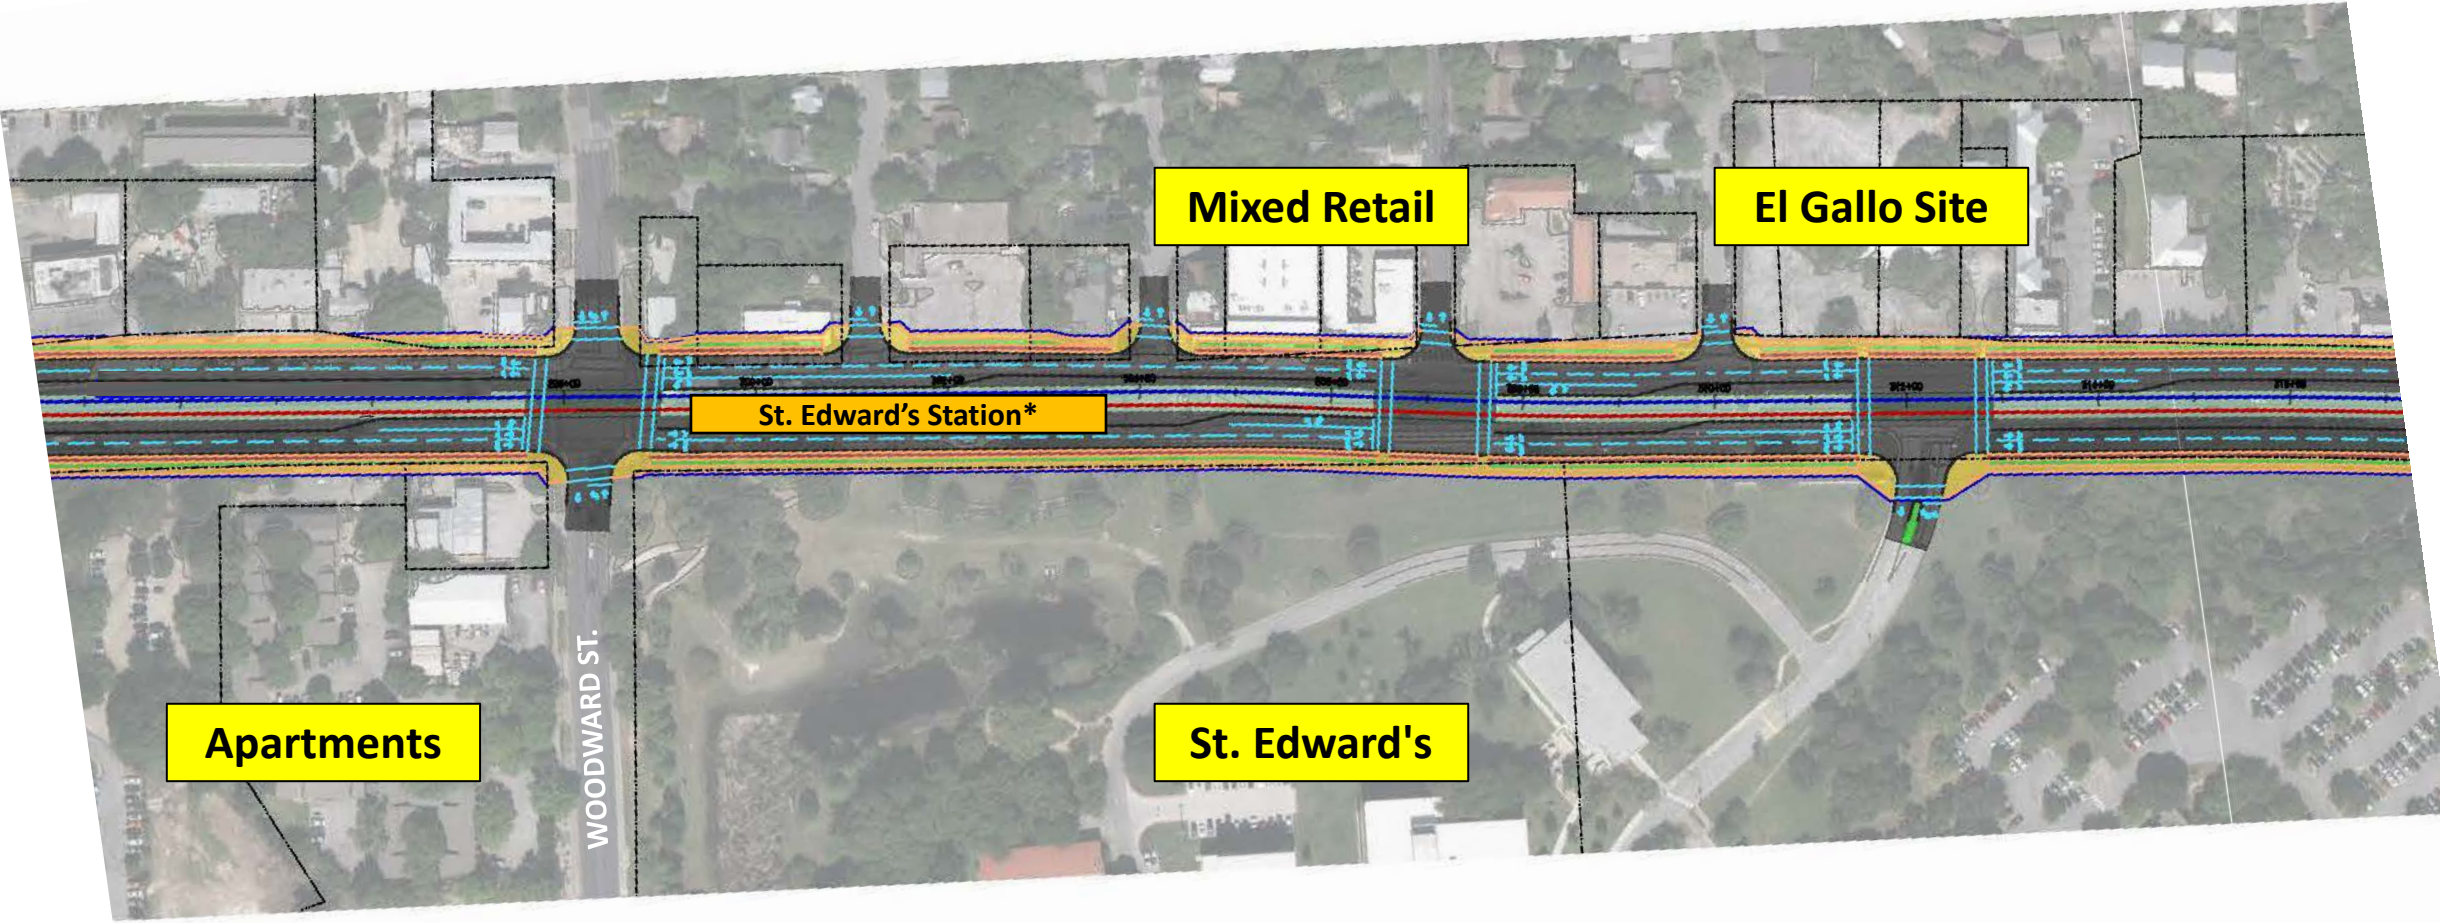 Mixed Retail
El Gallo Site
St. Edward’s Station*
WOODWARD ST.
Apartments
St. Edward's